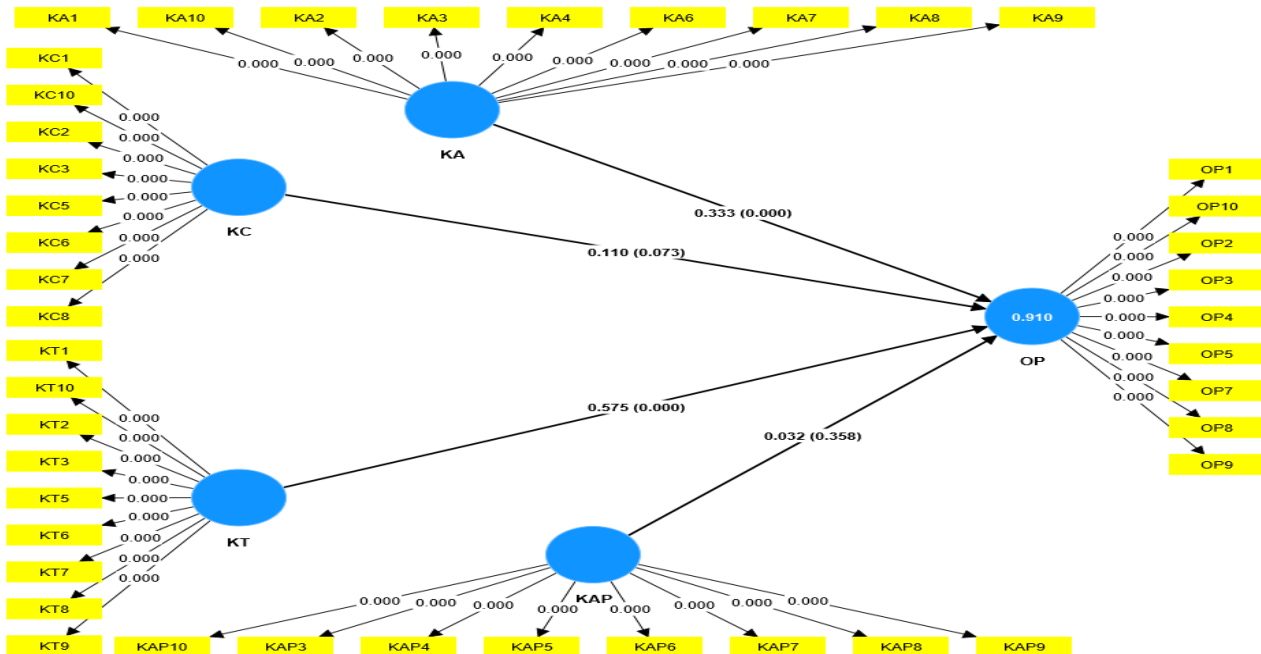 KA1 KA10 KA2 KA3 KA4 KA6 KA7 KA8 KA9
0.000 0.000 0.000 0.000 0.000 0.000 0.000 0.000 0.000
KA
KC1
KC10
KC2
KC3
KC5
KC6
KC7
KC8
0.000
0.000
0.000
0.000
0.000
0.000
0.000
0.000
KC
KT1
KT10
KT2
KT3
KT5
KT6
KT7
KT8
KT9
0.000
0.000
0.000
0.000
0.000
0.000
0.000
0.000
0.000
KT
0.333 (0.000)
0.110 (0.073)
0.575 (0.000)
0.032 (0.358)
0.910
OP
0.000
0.000
0.000
0.000
0.000
0.000
0.000
0.000
0.000
OP1
OP10
OP2
OP3
OP4
OP5
OP7
OP8
OP9
KAP
0.000 0.000 0.000 0.000 0.000 0.000 0.000 0.000
KAP10 KAP3 KAP4 KAP5 KAP6 KAP7 KAP8 KAP9